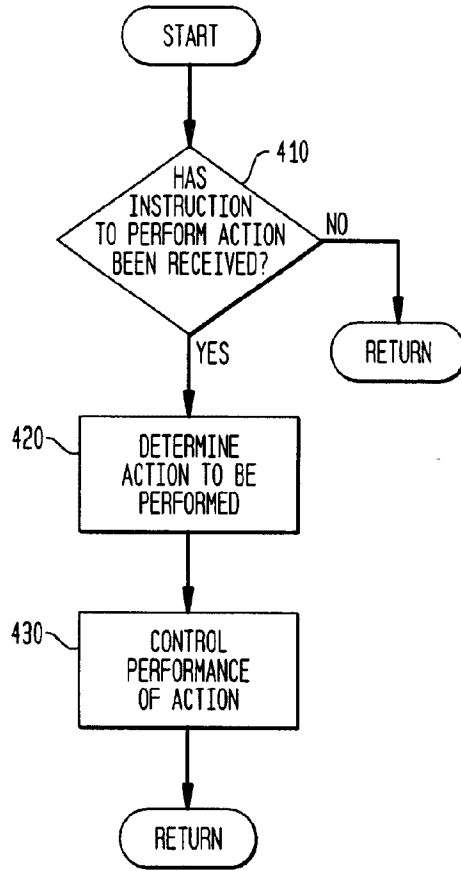 START
410
HAS
INSTRUCTION
TO PERFORM ACTION
BEEN RECEIVED?
NO
RETURN
YES
420
DETERMINE
ACTION TO BE
PERFORMED
430
CONTROL
PERFORMANCE
OF ACTION
RETURN